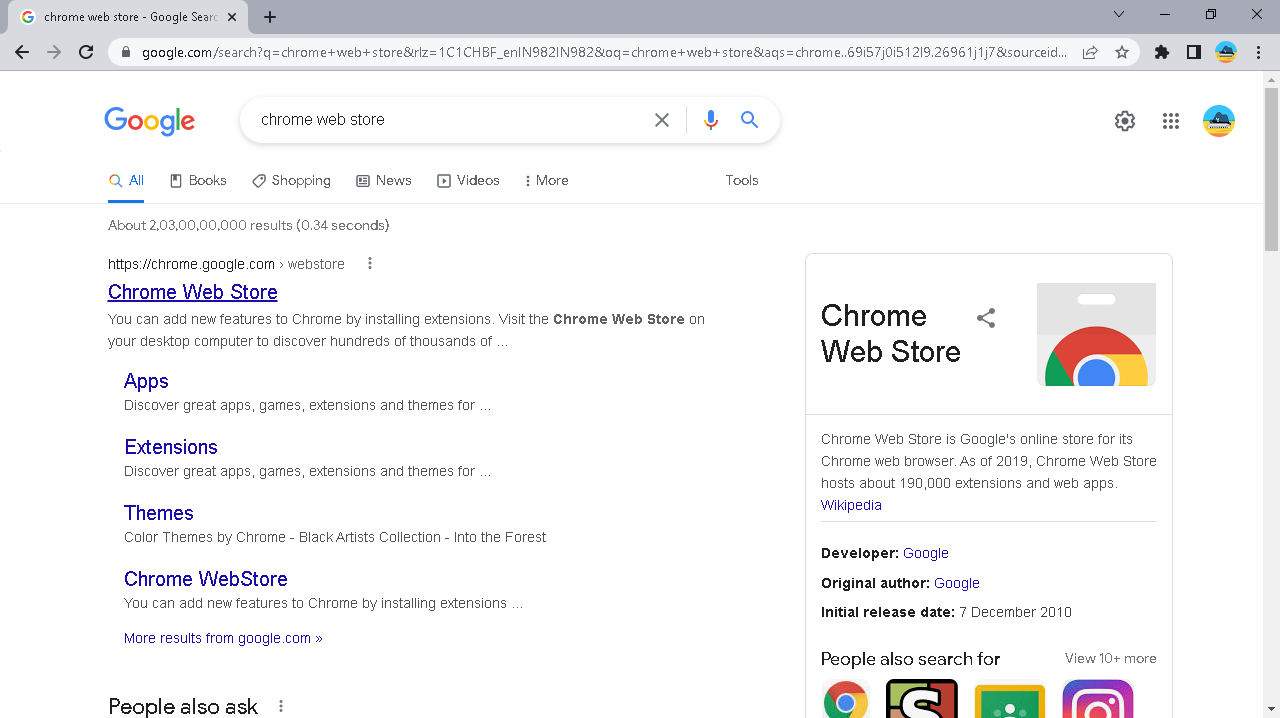 chrome web store - Google Searc
google.com/search?q=chrome+web+store&rlz=1C1CHBF_enIN982IN982&oq=chrome+web+store&aqs=chrome..69i57j0i512l9.26961j1j7&sourceid...
Google
chrome web store
All
Books
Shopping
News
Videos
More
Tools
About 2,03,00,00,000 results (0.34 seconds)
https://chrome.google.com › webstore
Chrome Web Store
You can add new features to Chrome by installing extensions. Visit the Chrome Web Store on
your desktop computer to discover hundreds of thousands of ...
Apps
Discover great apps, games, extensions and themes for ...
Extensions
Discover great apps, games, extensions and themes for ...
Themes
Color Themes by Chrome - Black Artists Collection - Into the Forest
Chrome WebStore
You can add new features to Chrome by installing extensions ...
More results from google.com »
People also ask
Chrome
Web Store
Chrome Web Store is Google's online store for its
Chrome web browser. As of 2019, Chrome Web Store
hosts about 190,000 extensions and web apps.
Wikipedia
Developer: Google
Original author: Google
Initial release date: 7 December 2010
People also search for
View 10+ more
S